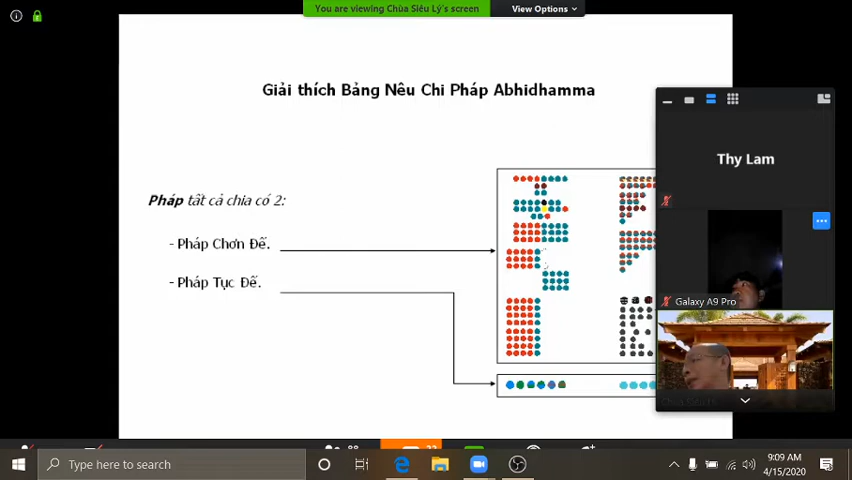 You are viewing Chùa Siêu Lý's screen
View Options
Giải thích Bảng Nêu Chi Pháp Abhidhamma
Thy Lam
Pháp tất cả chia có 2:
- Pháp Chơn Đế.
- Pháp Tục Đế.
Galaxy A9 Pro
Type here to search
9:09 AM
4/15/2020